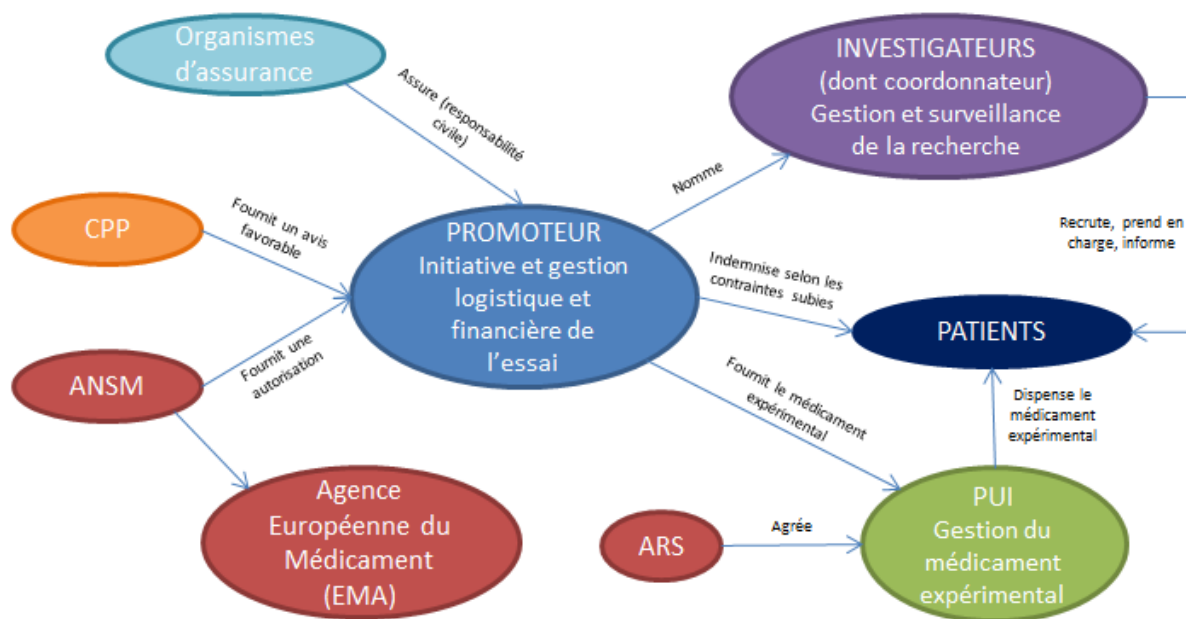 Organismes
d'assurance
INVESTIGATEURS
(dont coordonnateur)
Gestion et surveillance
de la recherche
Assure (responsabilité
civile)
Nomme
CPP
Fournit un avis
favorable
PROMOTEUR
Initiative et gestion
logistique et
financière de
l'essai
Recrute, prend en
charge, informe
Indemnise selon les
contraintes subies
PATIENTS
ANSM
Fournit une
autorisation
Fournit le médicament
expérimental
Dispense le
médicament
expérimental
Agence
Européenne du
Médicament
(EMA)
ARS
Agrée
PUI
Gestion du
médicament
expérimental